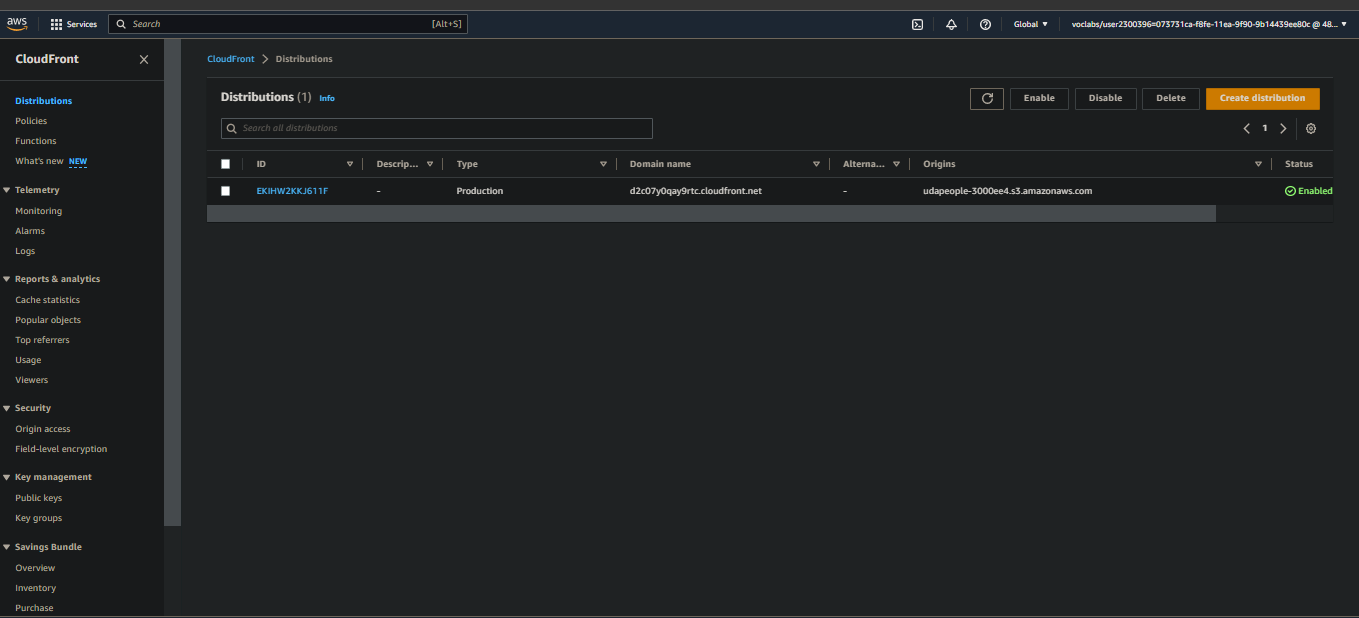 aws Services Search [Alt+S] Global voclabs/user2300396=073731ca-f8fe-11ea-9f90-9b14439ee80c @ 48...
CloudFront
Distributions
Policies
Functions
What's new NEW
Telemetry
Monitoring
Alarms
Logs
Reports & analytics
Cache statistics
Popular objects
Top referrers
Usage
Viewers
Security
Origin access
Field-level encryption
Key management
Public keys
Key groups
Savings Bundle
Overview
Inventory
Purchase
CloudFront > Distributions
Distributions (1) Info Enable Disable Delete Create distribution
Search all distributions 1
ID Descrip... Type Domain name Alterna... Origins Status
EKIHW2KKJ611F - Production d2c07y0qay9rtc.cloudfront.net - udapeople-3000ee4.s3.amazonaws.com Enabled